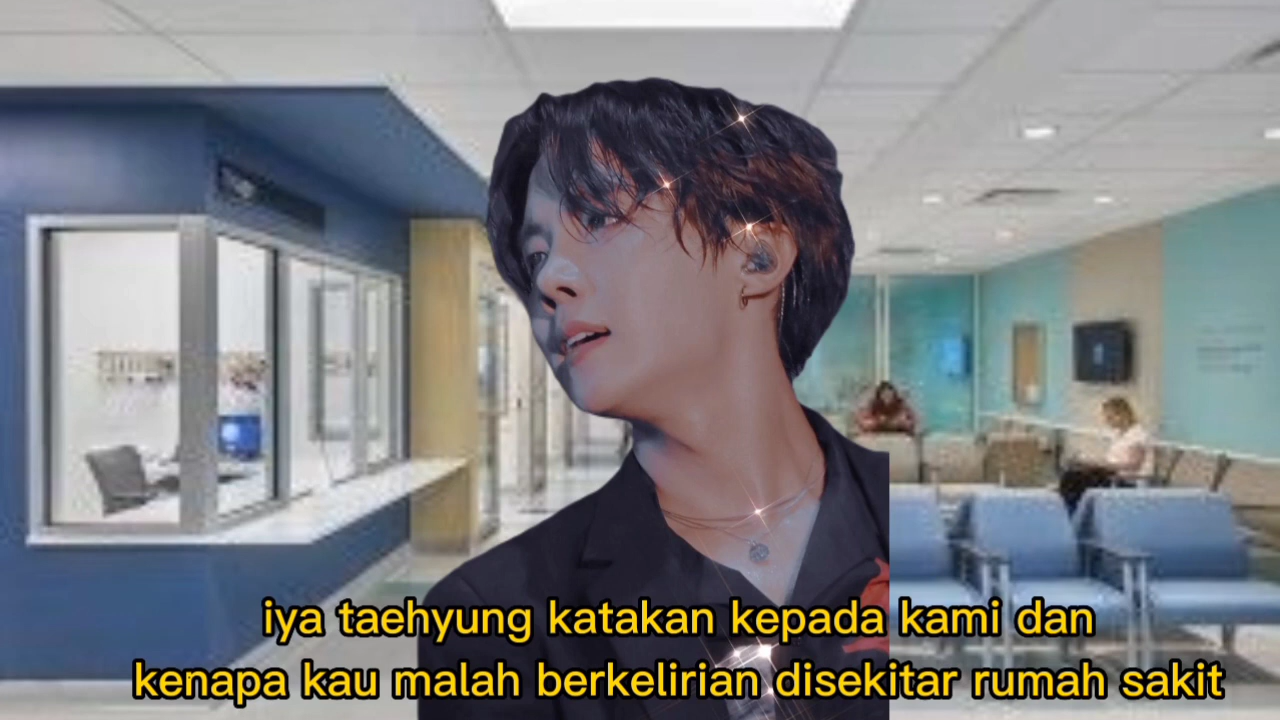 iya taehyung katakan kepada kami dan
kenapa kau malah berkelirian disekitar rumah sakit